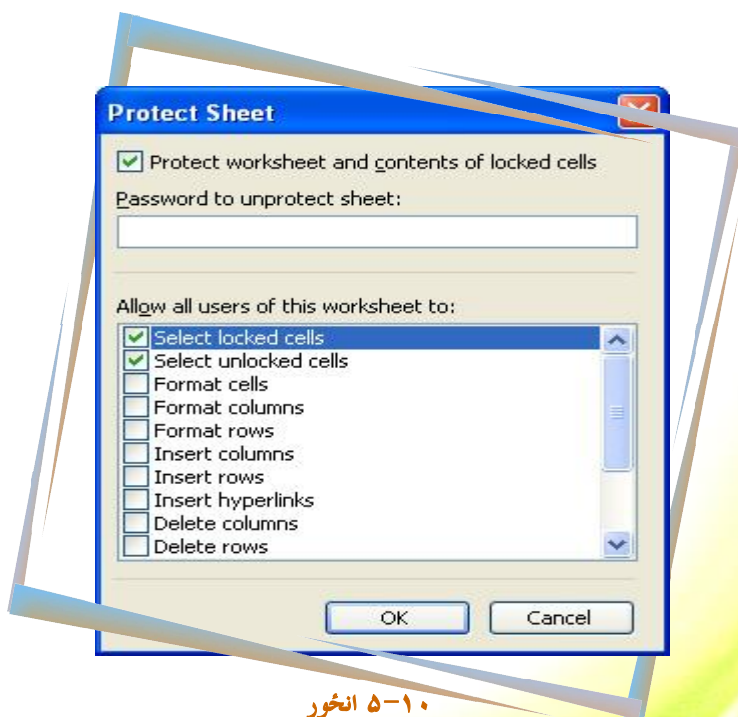 Protect Sheet
Protect worksheet and contents of locked cells
Password to unprotect sheet:
Allow all users of this worksheet to:
Select locked cells
Select unlocked cells
Format cells
Format columns
Format rows
Insert columns
Insert rows
Insert hyperlinks
Delete columns
Delete rows
OK Cancel
۵-۱۰ انځور